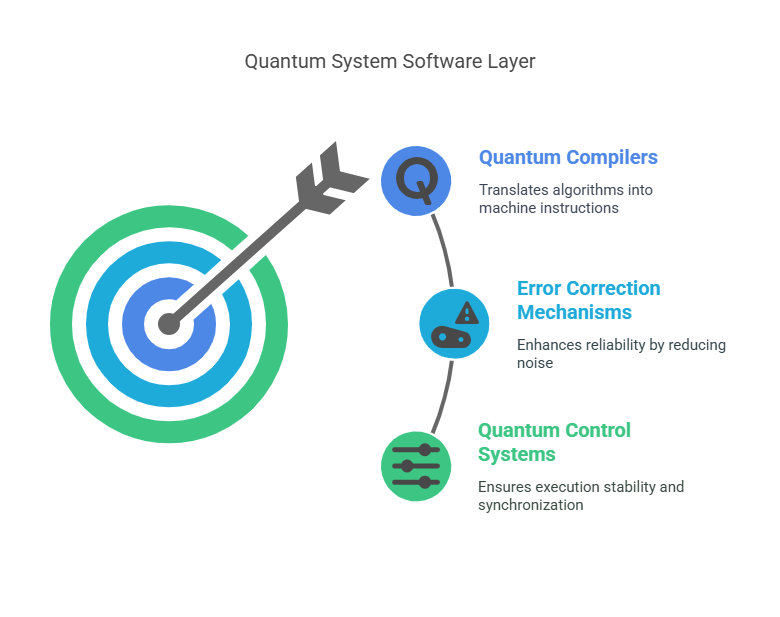 Quantum System Software Layer
Quantum Compilers
Translates algorithms into
machine instructions
Error Correction
Mechanisms
Enhances reliability by reducing
noise
Quantum Control
Systems
Ensures execution stability and
synchronization